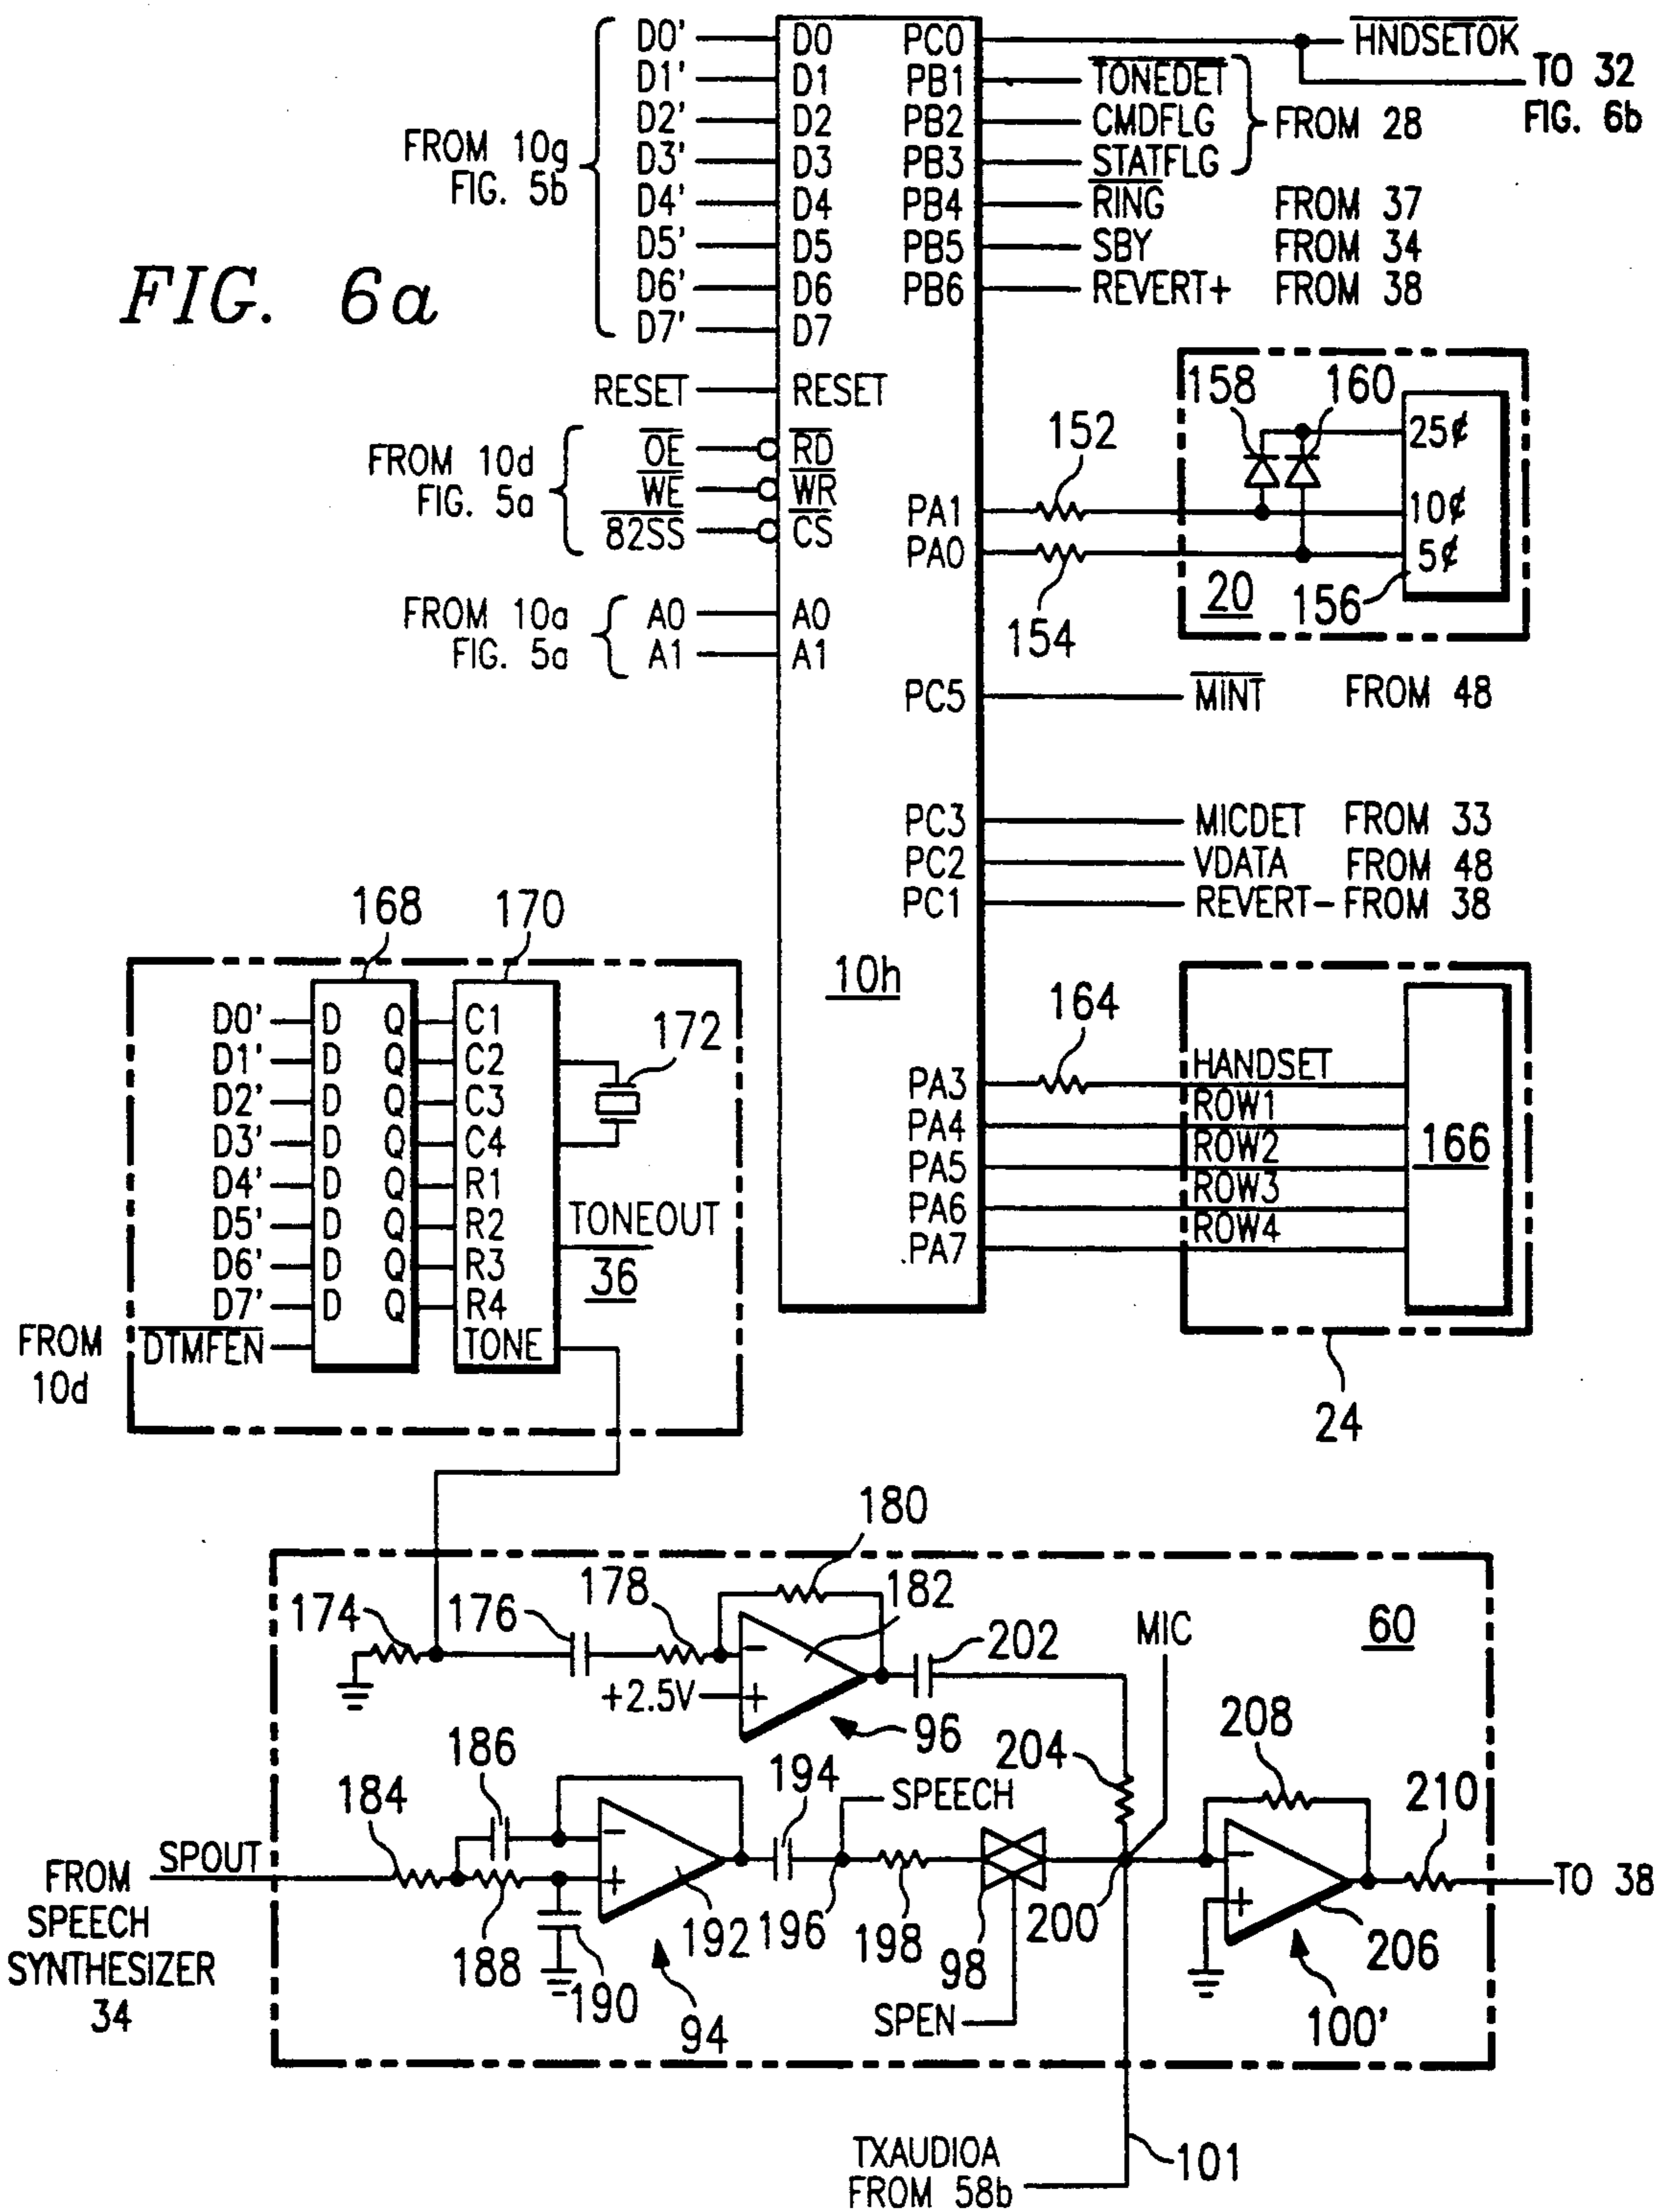 FIG. 6a
FROM 10g
FIG. 5b
D0'
D1'
D2'
D3'
D4'
D5'
D6'
D7'
RESET
FROM 10d
FIG. 5a
OE
WE
82SS
FROM 10a
FIG. 5a
A0
A1
D0
D1
D2
D3
D4
D5
D6
D7
RESET
RD
WR
CS
A0
A1
10h
PC0
PB1
PB2
PB3
PB4
PB5
PB6
PA1
PA0
PC5
PC3
PC2
PC1
PA3
PA4
PA5
PA6
PA7
HNDSETOK
TO 32
FIG. 6b
TONEDET
CMDFLG
STATFLG
FROM 28
RING FROM 37
SBY FROM 34
REVERT+ FROM 38
152
154
158
160
25¢
10¢
5¢
20
156
MINT FROM 48
MICDET FROM 33
VDATA FROM 48
REVERT- FROM 38
164
HANDSET
ROW1
ROW2
ROW3
ROW4
166
24
168
170
172
D0' D Q C1
D1' D Q C2
D2' D Q C3
D3' D Q C4
D4' D Q R1
D5' D Q R2
D6' D Q R3
D7' D Q R4
FROM
10d
DTMFEN
TONE
TONEOUT
36
180
174
176
178
182
+2.5V
-
+
96
202
MIC
60
204
208
210
184
186
188
190
-
+
192
94
194
SPEECH
196
198
98
SPEN
200
-
+
206
100'
TO 38
SPOUT
FROM
SPEECH
SYNTHESIZER
34
TXAUDIOA
FROM 58b
101